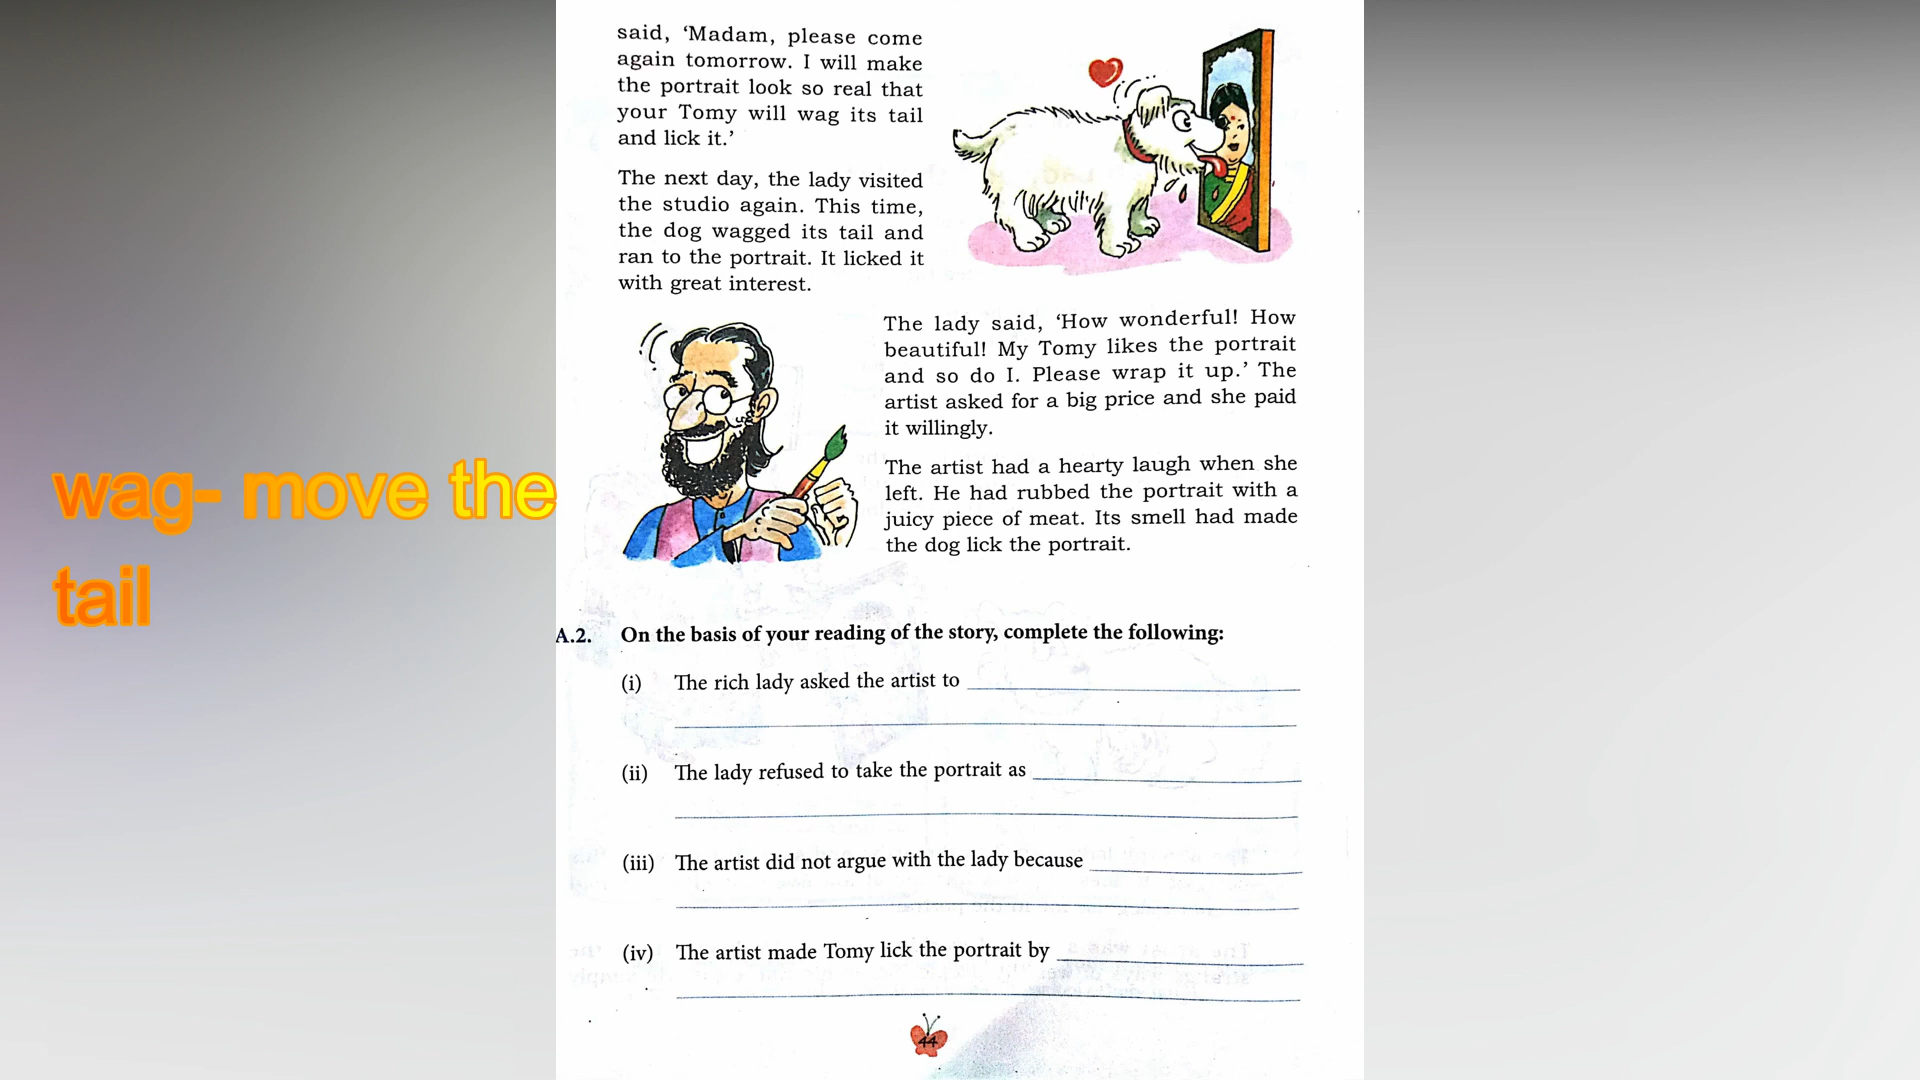 said, ‘Madam, please come
again tomorrow. I will make
the portrait look so real that
your Tomy will wag its tail
and lick it.’
The next day, the lady visited
the studio again. This time,
the dog wagged its tail and
ran to the portrait. It licked it
with great interest.
The lady said, ‘How wonderful! How
beautiful! My Tomy likes the portrait
and so do I. Please wrap it up.’ The
artist asked for a big price and she paid
it willingly.
The artist had a hearty laugh when she
left. He had rubbed the portrait with a
juicy piece of meat. Its smell had made
the dog lick the portrait.
wag- move the
tail
A.2. On the basis of your reading of the story, complete the following:
(i) The rich lady asked the artist to
(ii) The lady refused to take the portrait as
(iii) The artist did not argue with the lady because
(iv) The artist made Tomy lick the portrait by
44